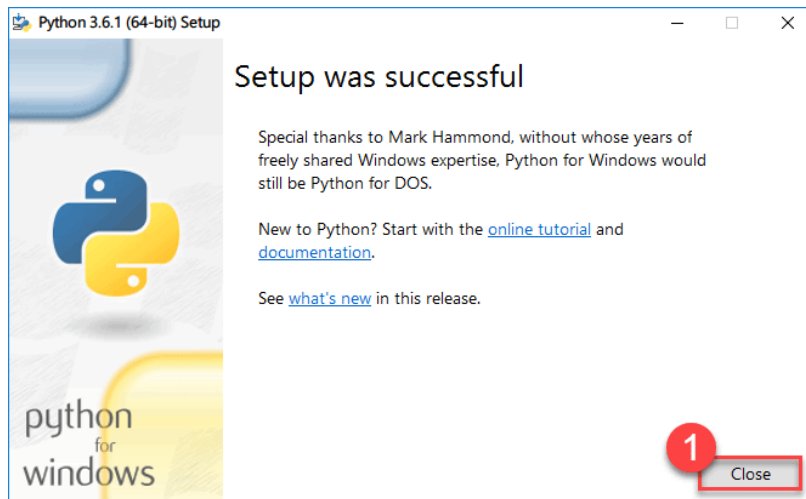 Python 3.6.1 (64-bit) Setup
Setup was successful
Special thanks to Mark Hammond, without whose years of
freely shared Windows expertise, Python for Windows would
still be Python for DOS.
New to Python? Start with the online tutorial and
documentation.
See what's new in this release.
python
for
windows
1
Close